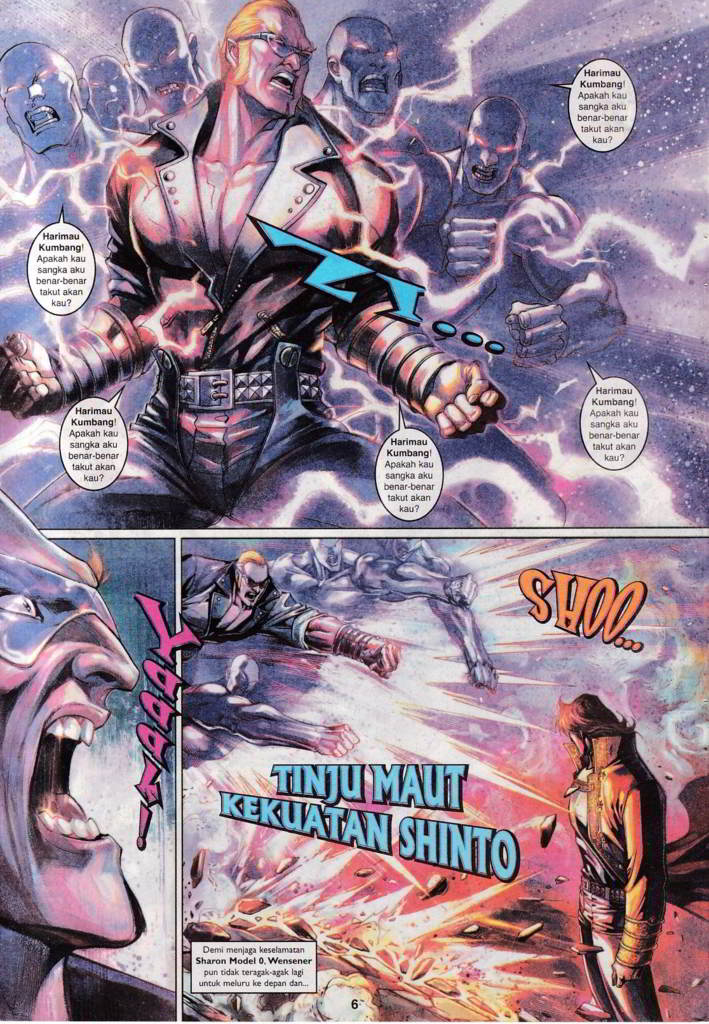 Harimau
Kumbang!
Apakah kau
sangka aku
benar-benar
takut akan
kau?
Harimau
Kumbang!
Apakah kau
sangka aku
benar-benar
takut akan
kau?
ZI...
Harimau
Kumbang!
Apakah kau
sangka aku
benar-benar
takut akan
kau?
Harimau
Kumbang!
Apakah kau
sangka aku
benar-benar
takut akan
kau?
Harimau
Kumbang!
Apakah kau
sangka aku
benar-benar
takut akan
kau?
Yaaah!
SHOO...
TINJU MAUT
KEKUATAN SHINTO
Demi menjaga keselamatan
Sharon Model 0, Wensener
pun tidak teragak-agak lagi
untuk meluru ke depan dan...
6